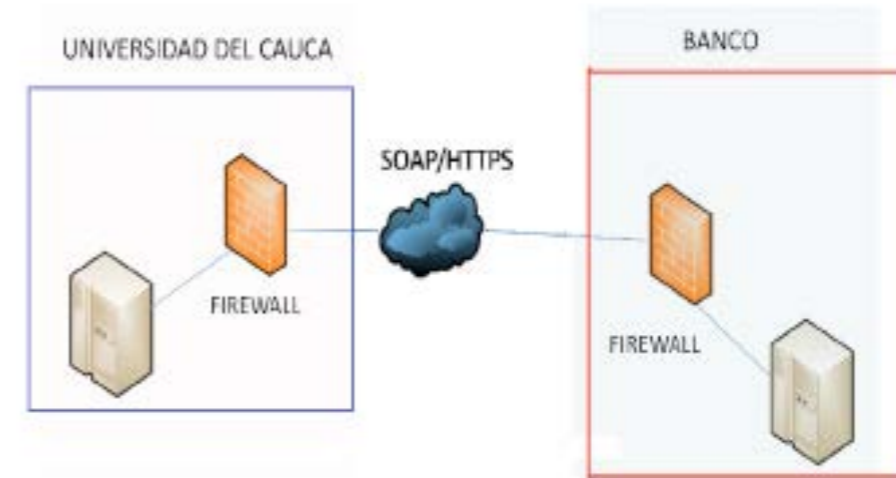 UNIVERSIDAD DEL CAUCA
BANCO
SOAP/HTTPS
FIREWALL
FIREWALL